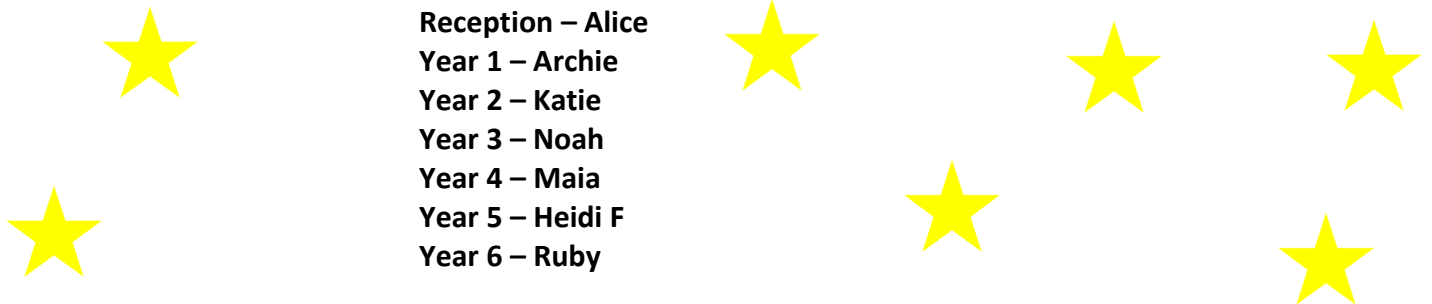 Reception – Alice
Year 1 – Archie
Year 2 – Katie
Year 3 – Noah
Year 4 – Maia
Year 5 – Heidi F
Year 6 – Ruby